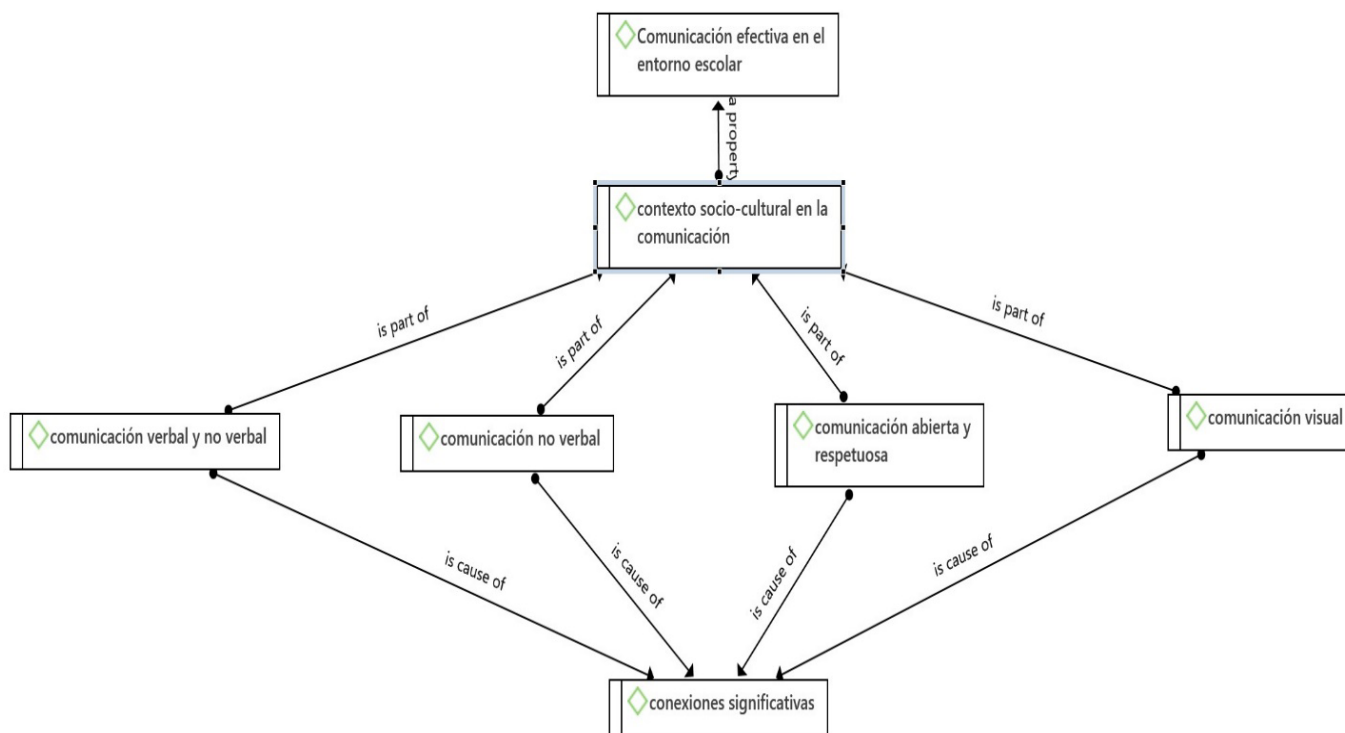 Comunicación efectiva en el
entorno escolar
a property
contexto socio-cultural en la
comunicación
is part of
is part of
is part of
is part of
comunicación verbal y no verbal
comunicación no verbal
comunicación abierta y
respetuosa
comunicación visual
is cause of
is cause of
is cause of
is cause of
conexiones significativas